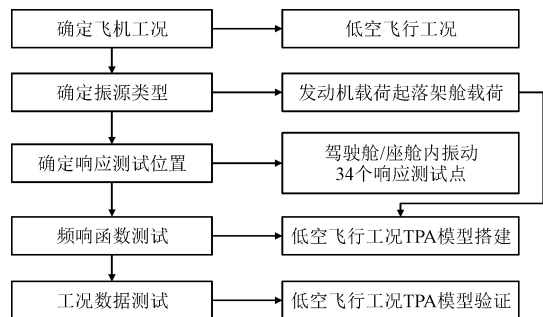 确定飞机工况
低空飞行工况
确定振源类型
发动机载荷起落架舱载荷
确定响应测试位置
驾驶舱/座舱内振动
34个响应测试点
频响函数测试
低空飞行工况TPA模型搭建
工况数据测试
低空飞行工况TPA模型验证